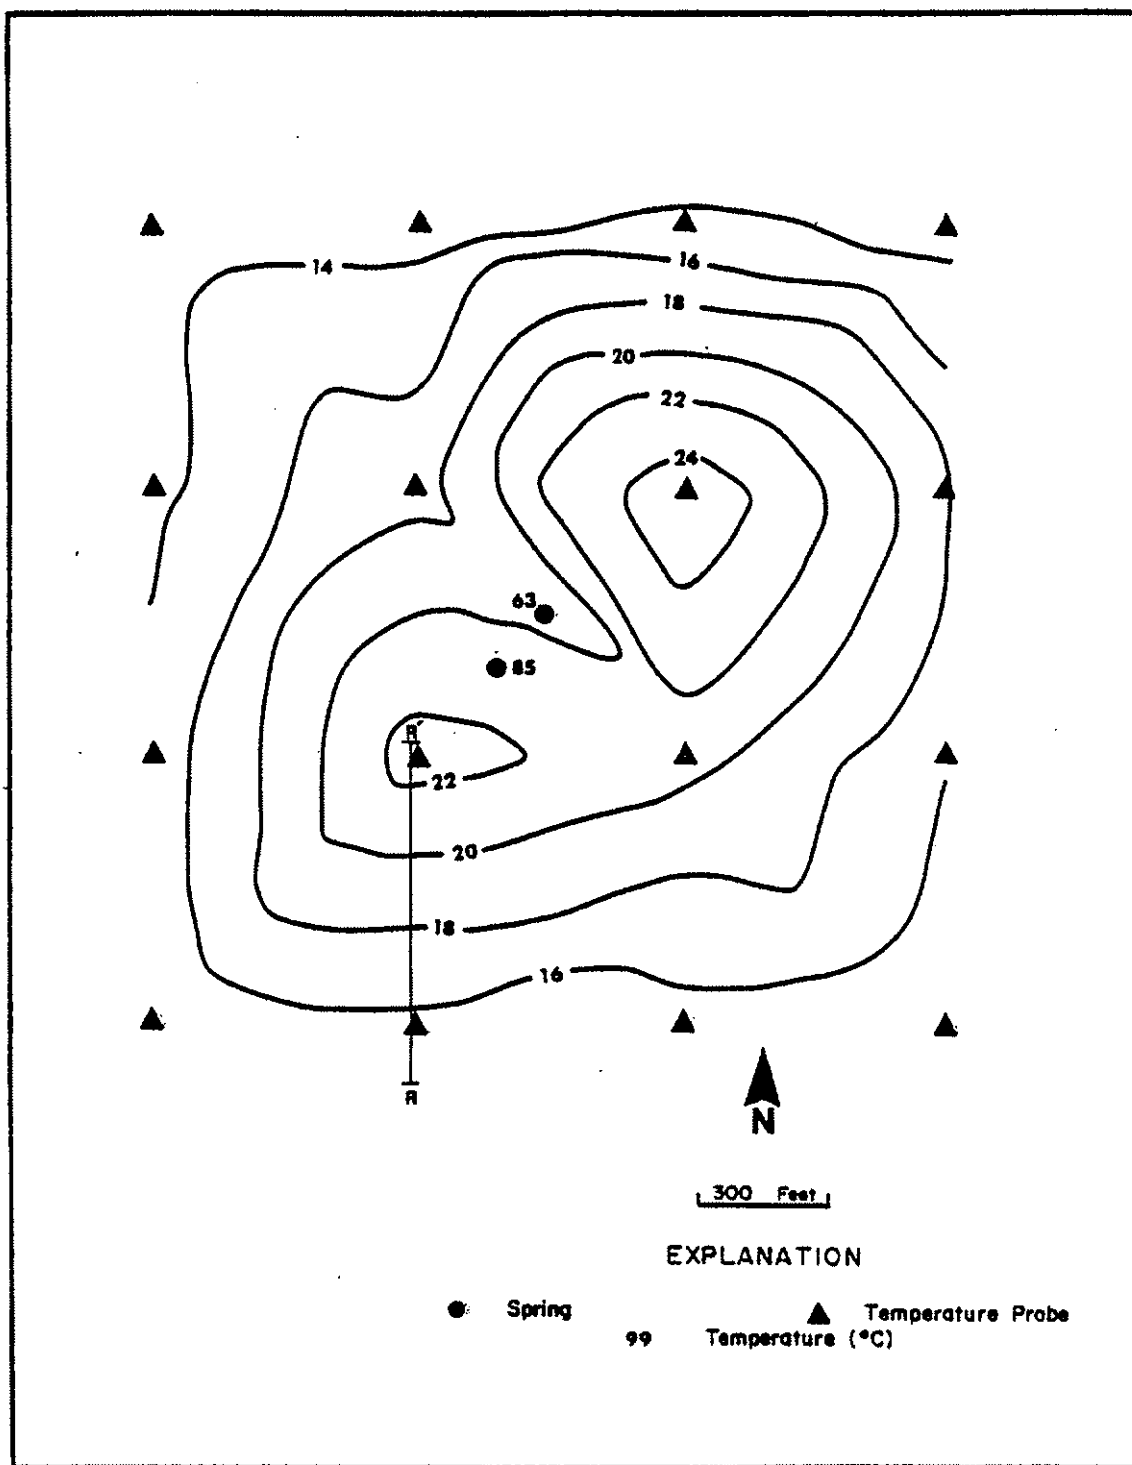 14
16
18
20
22
24
63
85
A'
22
20
18
16
A
N
300 Feet
EXPLANATION
Spring
Temperature Probe
99 Temperature (°C)